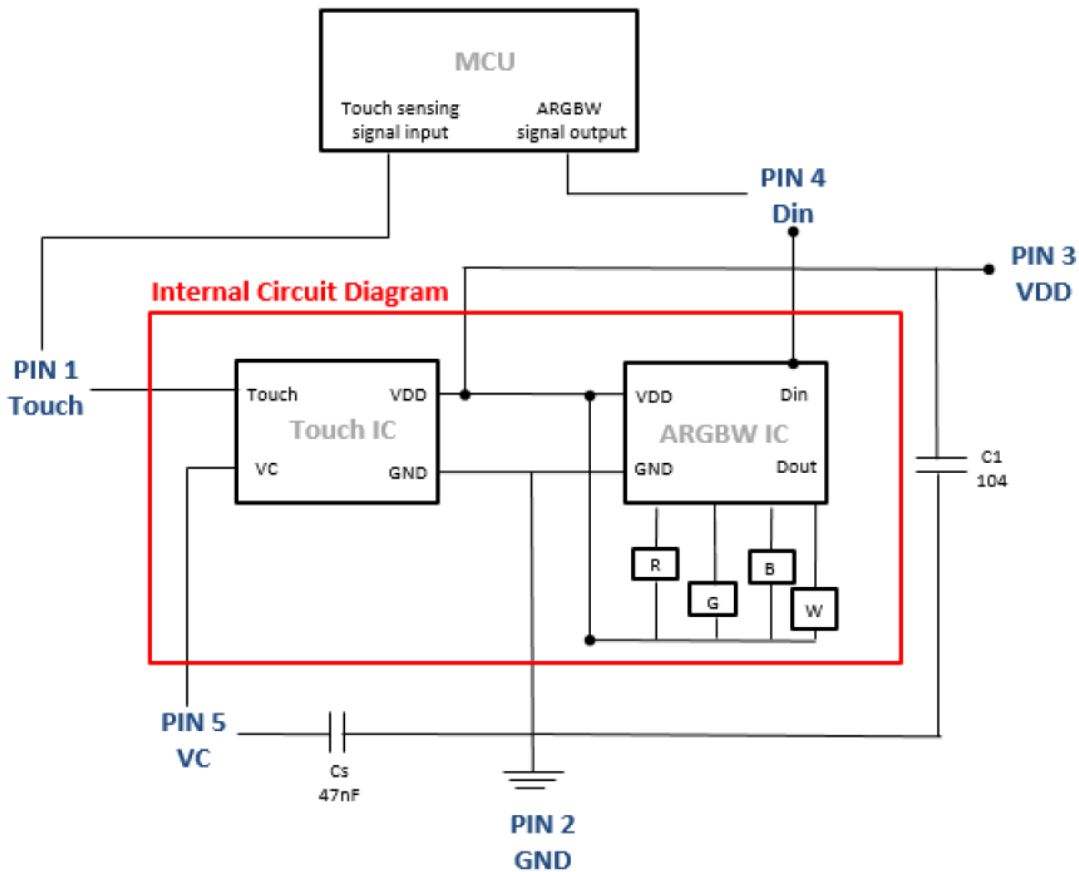 MCU
Touch sensing
signal input
ARGBW
signal output
PIN 4
Din
PIN 3
VDD
Internal Circuit Diagram
PIN 1
Touch
Touch
VDD
Touch IC
VC
GND
VDD
Din
ARGBW IC
GND
Dout
C1
104
R
G
B
W
PIN 5
VC
Cs
47nF
PIN 2
GND